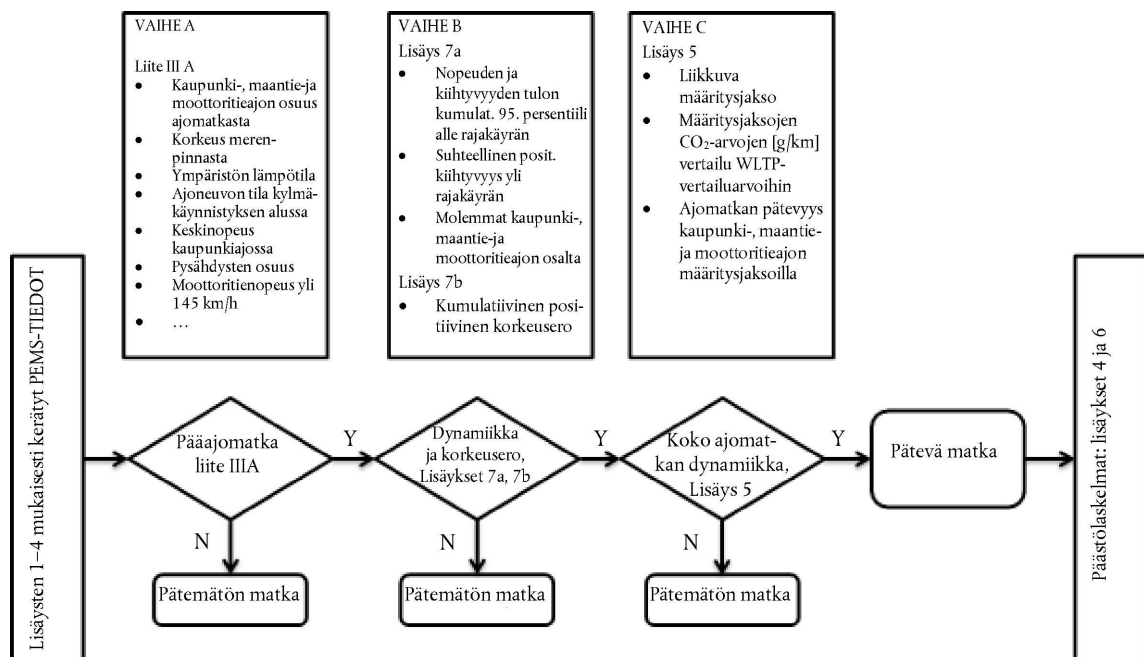 VAIHE A
Liite III A
● Kaupunki-, maantie-ja
moottoritieajon osuus
ajomatkasta
● Korkeus meren-
pinnasta
● Ympäristön lämpötila
● Ajoneuvon tila kylmä-
käynnistyksen alussa
● Keskinopeus
kaupunkiajossa
● Pysähdysten osuus
● Moottoritienopeus yli
145 km/h
● …
VAIHE B
Lisäys 7a
● Nopeuden ja
kiihtyvyyden tulon
kumulat. 95. persentiili
alle rajakäyrän
● Suhteellinen posit.
kiihtyvyys yli
rajakäyrän
● Molemmat kaupunki-,
maantie-ja
moottoritieajon osalta
Lisäys 7b
● Kumulatiivinen posi-
tiivinen korkeusero
VAIHE C
Lisäys 5
● Liikkuva
määritysjakso
● Määritysjaksojen
CO₂-arvojen [g/km]
vertailu WLTP-
vertailuarvoihin
● Ajomatkan pätevyys
kaupunki-, maantie-
ja moottoritieajon
määritysjaksoilla
Lisäysten 1–4 mukaisesti kerätyt PEMS-TIEDOT
Pääajomatka
liite IIIA
Y
N
Pätemätön matka
Dynamiikka
ja korkeusero,
Lisäykset 7a, 7b
Y
N
Pätemätön matka
Koko ajomat-
kan dynamiikka,
Lisäys 5
Y
N
Pätemätön matka
Pätevä matka
Päästölaskelmat: lisäykset 4 ja 6